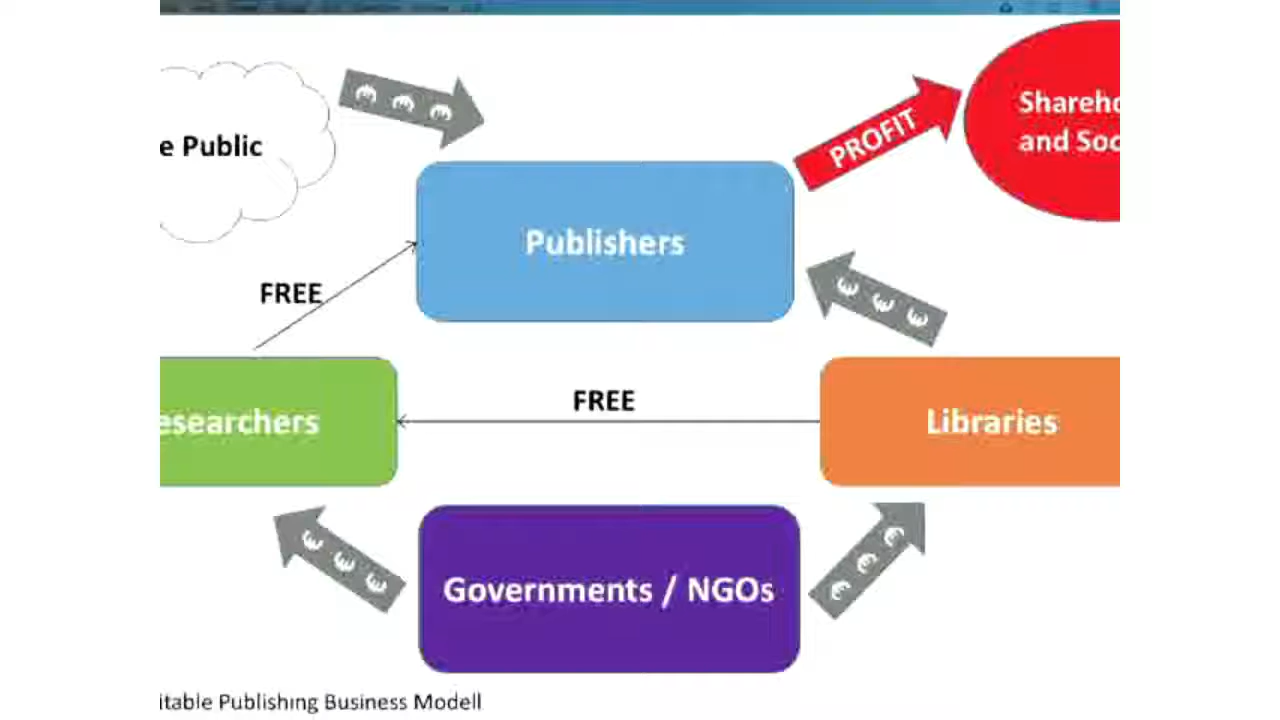 e Public
€ € €
PROFIT
Shareho
and Soc
Publishers
FREE
€ € €
esearchers
FREE
Libraries
€ € €
Governments / NGOs
€ € €
itable Publishing Business Modell